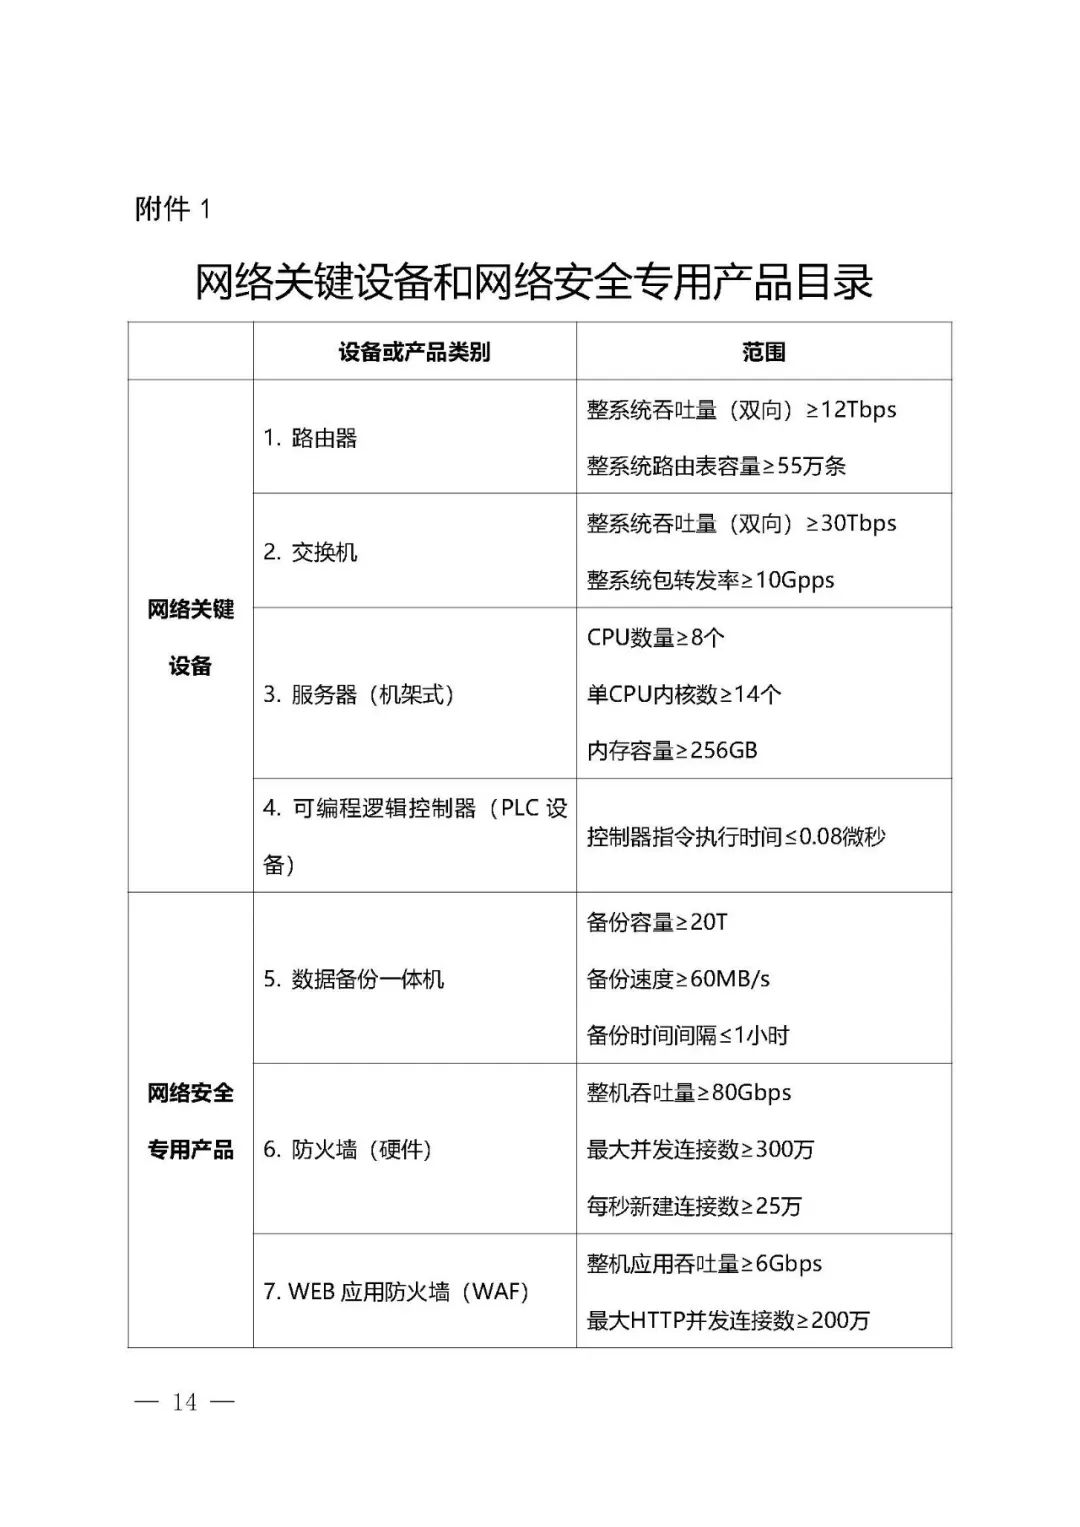 附件 1
网络关键设备和网络安全专用产品目录
设备或产品类别
范围
网络关键
设备
1. 路由器
整系统吞吐量（双向）≥12Tbps
整系统路由表容量≥55万条
2. 交换机
整系统吞吐量（双向）≥30Tbps
整系统包转发率≥10Gpps
3. 服务器（机架式）
CPU数量≥8个
单CPU内核数≥14个
内存容量≥256GB
4. 可编程逻辑控制器（PLC 设
备）
控制器指令执行时间≤0.08微秒
网络安全
专用产品
5. 数据备份一体机
备份容量≥20T
备份速度≥60MB/s
备份时间间隔≤1小时
6. 防火墙（硬件）
整机吞吐量≥80Gbps
最大并发连接数≥300万
每秒新建连接数≥25万
7. WEB 应用防火墙（WAF）
整机应用吞吐量≥6Gbps
最大HTTP并发连接数≥200万
— 14 —